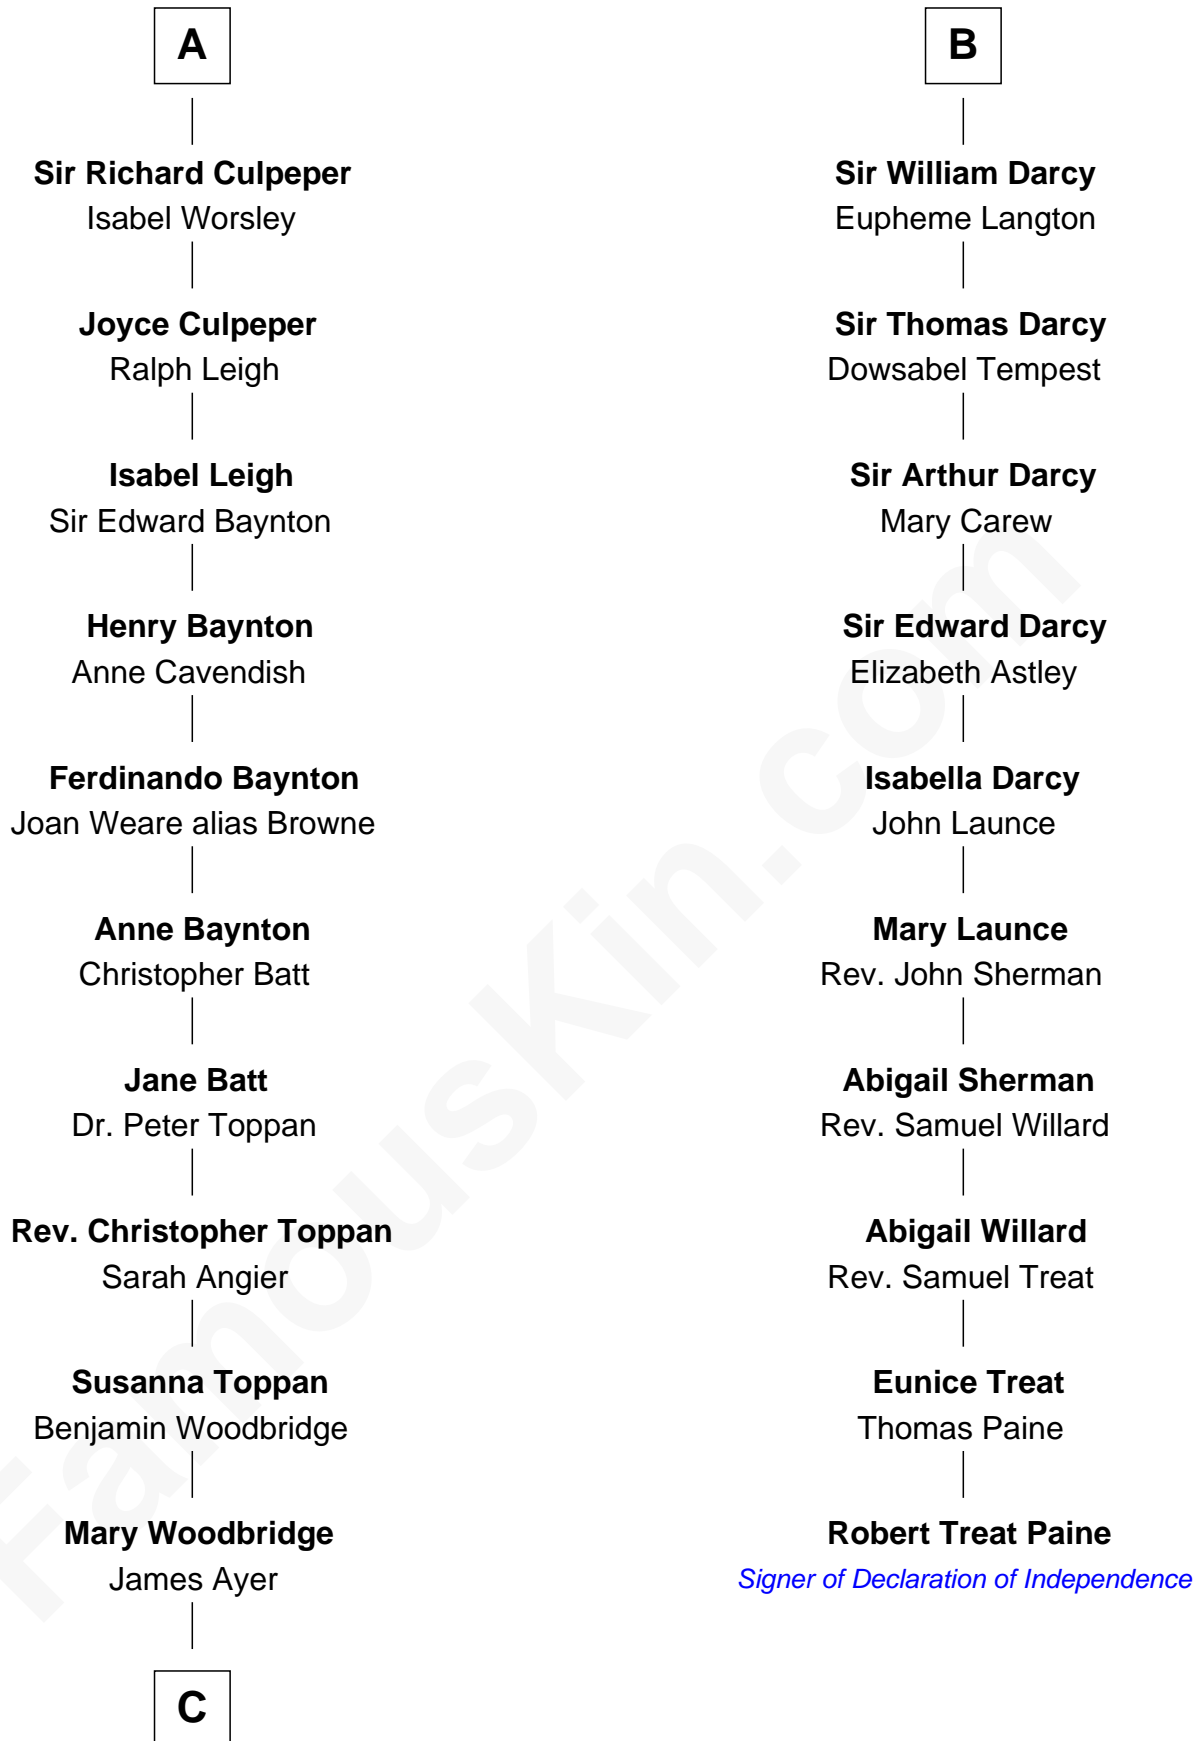 A
Sir Richard Culpeper
Isabel Worsley
Joyce Culpeper
Ralph Leigh
Isabel Leigh
Sir Edward Baynton
Henry Baynton
Anne Cavendish
Ferdinando Baynton
Joan Weare alias Browne
Anne Baynton
Christopher Batt
Jane Batt
Dr. Peter Toppan
Rev. Christopher Toppan
Sarah Angier
Susanna Toppan
Benjamin Woodbridge
Mary Woodbridge
James Ayer
C
B
Sir William Darcy
Eupheme Langton
Sir Thomas Darcy
Dowsabel Tempest
Sir Arthur Darcy
Mary Carew
Sir Edward Darcy
Elizabeth Astley
Isabella Darcy
John Launce
Mary Launce
Rev. John Sherman
Abigail Sherman
Rev. Samuel Willard
Abigail Willard
Rev. Samuel Treat
Eunice Treat
Thomas Paine
Robert Treat Paine
Signer of Declaration of Independence
FamousKin.com